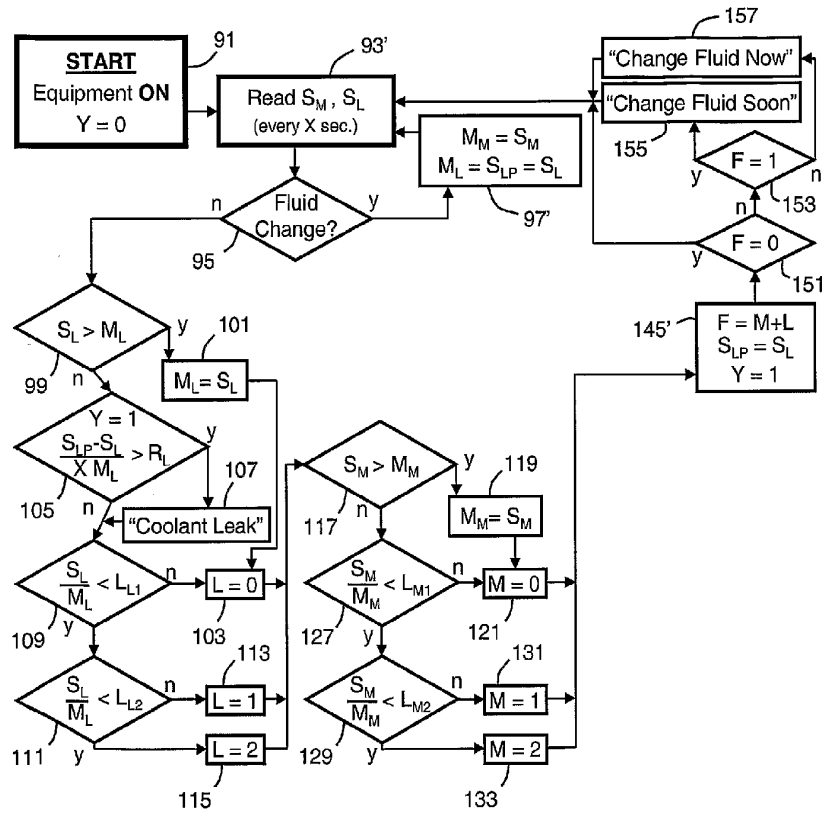 START
Equipment ON
Y = 0
91
Read S_M , S_L
(every X sec.)
93'
M_M = S_M
M_L = S_LP = S_L
97'
Fluid
Change?
n
y
95
157
"Change Fluid Now"
"Change Fluid Soon"
155
F = 1
y
n
153
n
F = 0
y
151
145'
F = M+L
S_LP = S_L
Y = 1
S_L > M_L
y
99
n
101
M_L = S_L
Y = 1
S_LP-S_L
X M_L
> R_L
y
105
n
107
"Coolant Leak"
S_L
M_L
< L_L1
n
109
y
L = 0
103
S_L
M_L
< L_L2
n
111
y
113
L = 1
L = 2
115
S_M > M_M
y
117
n
119
M_M = S_M
S_M
M_M
< L_M1
n
127
y
M = 0
121
S_M
M_M
< L_M2
n
129
y
131
M = 1
M = 2
133